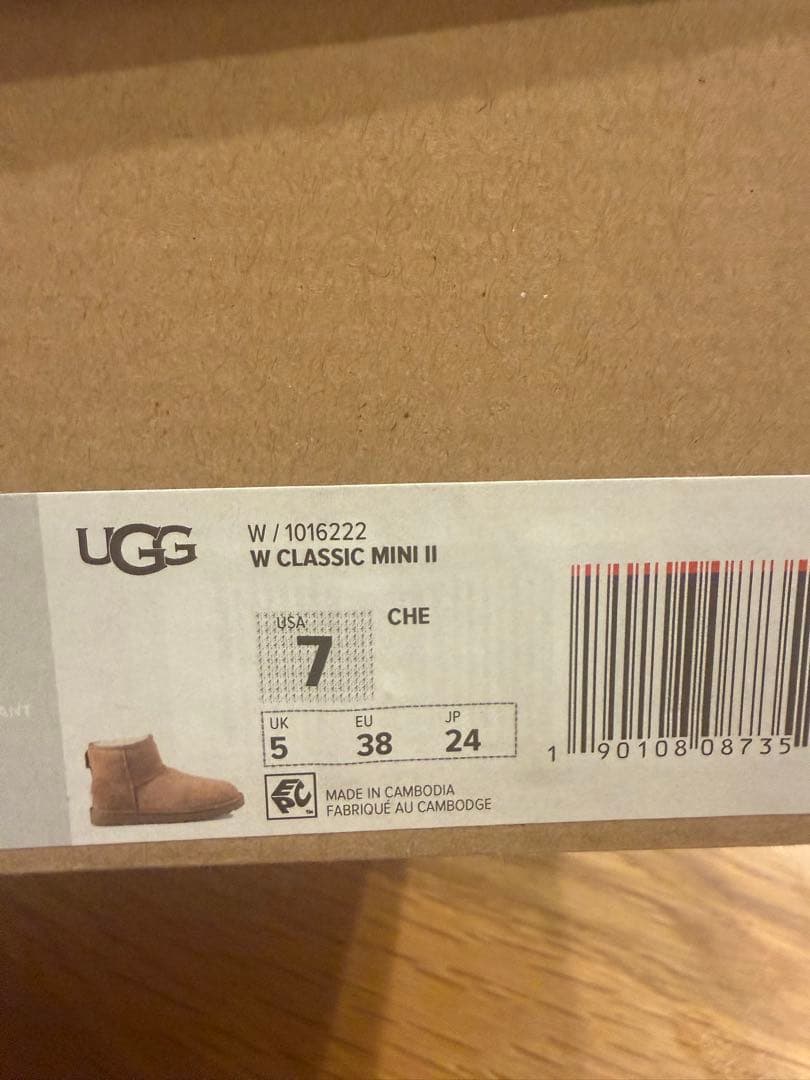 UGG
W / 1016222
W CLASSIC MINI II
USA
7
CHE
UK
5
EU
38
JP
24
EPC
MADE IN CAMBODIA
FABRIQUÉ AU CAMBODGE
1 90108 08735